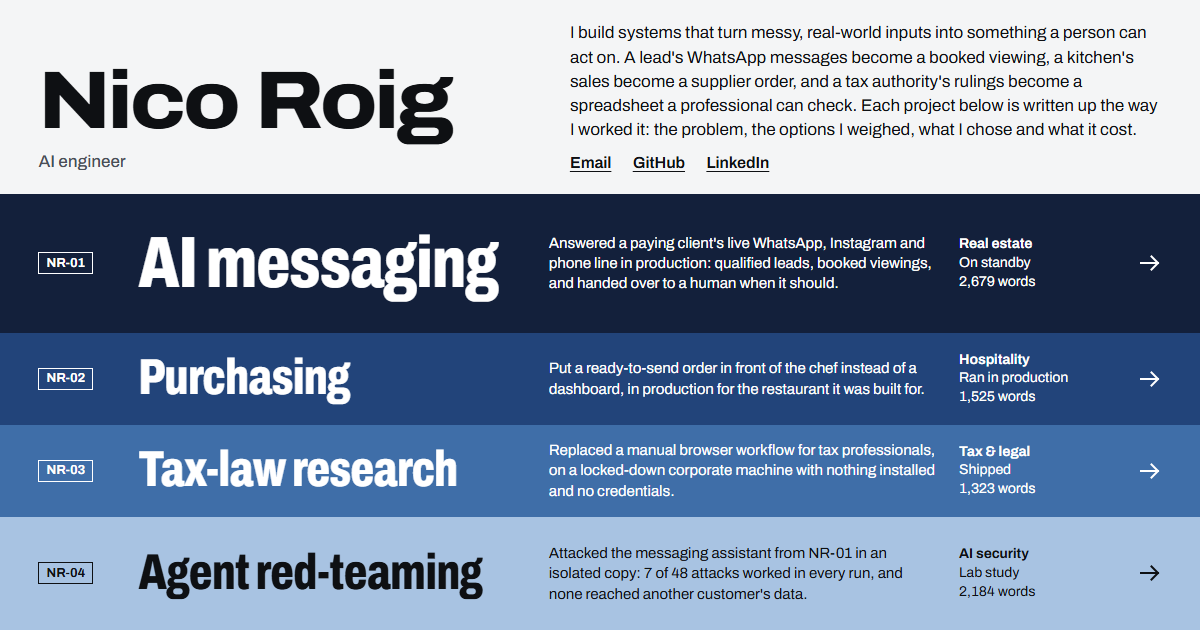 Nico Roig
AI engineer
I build systems that turn messy, real-world inputs into something a person can
act on. A lead's WhatsApp messages become a booked viewing, a kitchen's
sales become a supplier order, and a tax authority's rulings become a
spreadsheet a professional can check. Each project below is written up the way
I worked it: the problem, the options I weighed, what I chose and what it cost.
Email GitHub LinkedIn
NR-01
AI messaging
Answered a paying client's live WhatsApp, Instagram and
phone line in production: qualified leads, booked viewings,
and handed over to a human when it should.
Real estate
On standby
2,679 words
NR-02
Purchasing
Put a ready-to-send order in front of the chef instead of a
dashboard, in production for the restaurant it was built for.
Hospitality
Ran in production
1,525 words
NR-03
Tax-law research
Replaced a manual browser workflow for tax professionals,
on a locked-down corporate machine with nothing installed
and no credentials.
Tax & legal
Shipped
1,323 words
NR-04
Agent red-teaming
Attacked the messaging assistant from NR-01 in an
isolated copy: 7 of 48 attacks worked in every run, and
none reached another customer's data.
AI security
Lab study
2,184 words